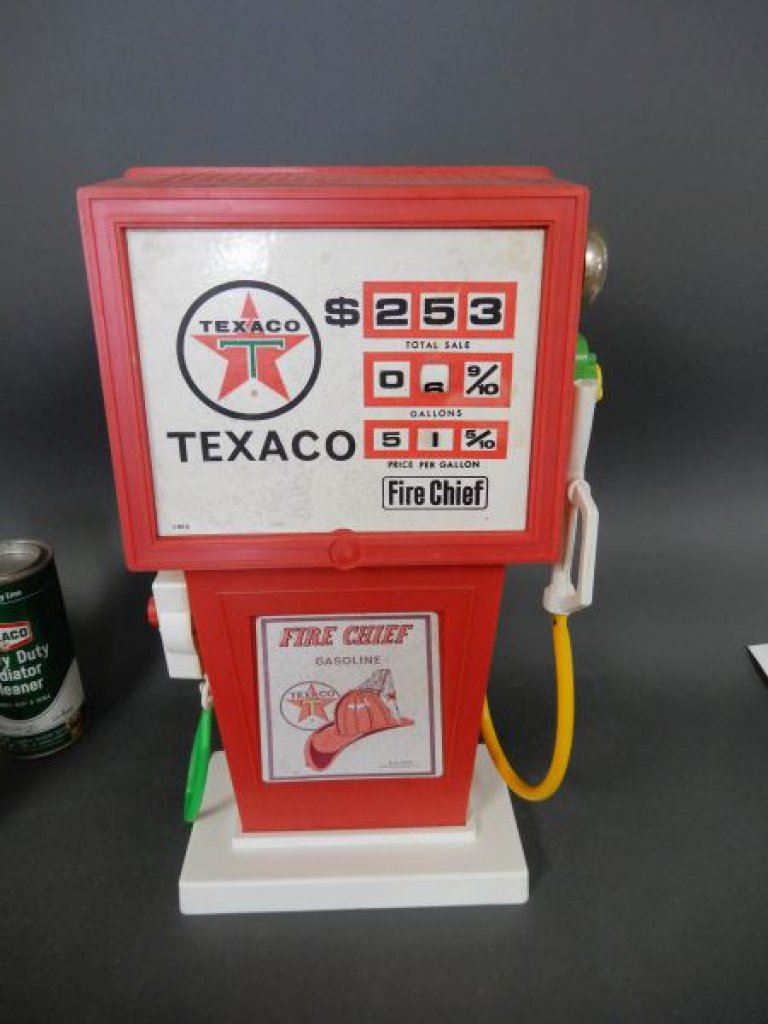 TEXACO
T
®
TEXACO
$ 253
TOTAL SALE
0 6 9/10
GALLONS
5 1 5/10
PRICE PER GALLON
Fire Chief
FIRE CHIEF
GASOLINE
TEXACO
T
ACO
Duty
diator
leaner